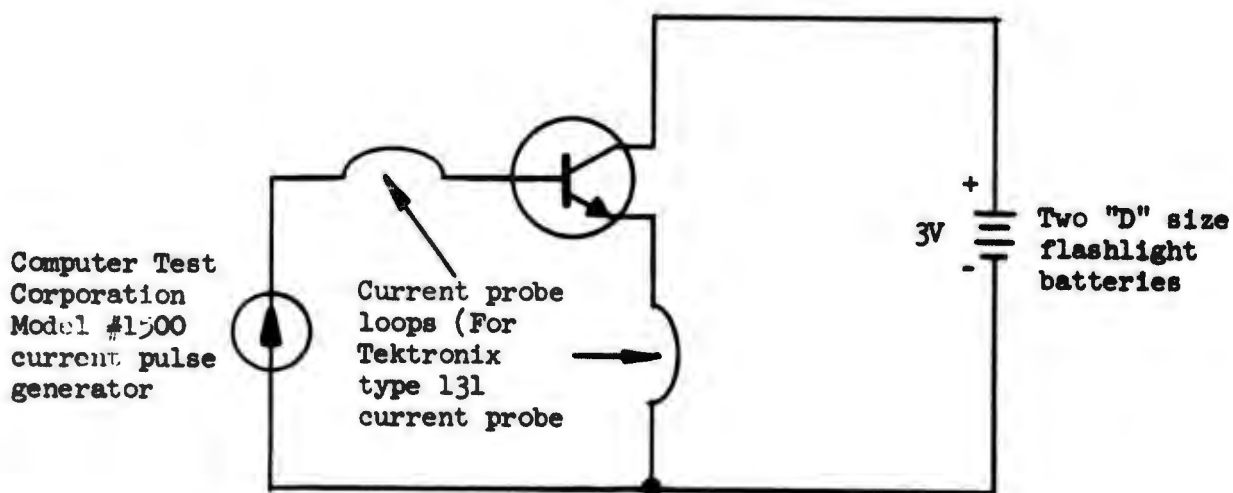 Computer Test
Corporation
Model #1500
current pulse
generator
Current probe
loops (For
Tektronix
type 131
current probe
+
3V
-
Two "D" size
flashlight
batteries